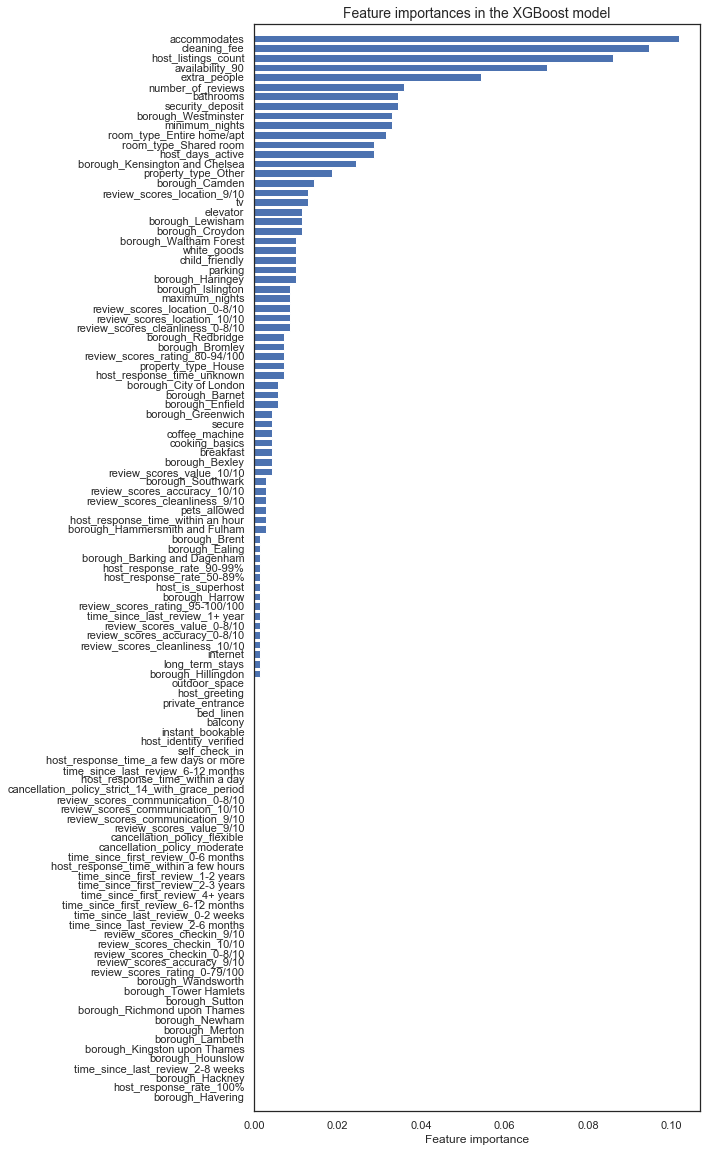 Feature importances in the XGBoost model
accommodates
cleaning_fee
host_listings_count
availability_90
extra_people
number_of_reviews
bathrooms
security_deposit
borough_Westminster
minimum_nights
room_type_Entire home/apt
room_type_Shared room
host_days_active
borough_Kensington and Chelsea
property_type_Other
borough_Camden
review_scores_location_9/10
tv
elevator
borough_Lewisham
borough_Croydon
borough_Waltham Forest
white_goods
child_friendly
parking
borough_Haringey
borough_Islington
maximum_nights
review_scores_location_0-8/10
review_scores_location_10/10
review_scores_cleanliness_0-8/10
borough_Redbridge
borough_Bromley
review_scores_rating_80-94/100
property_type_House
host_response_time_unknown
borough_City of London
borough_Barnet
borough_Enfield
borough_Greenwich
secure
coffee_machine
cooking_basics
breakfast
borough_Bexley
review_scores_value_10/10
borough_Southwark
review_scores_accuracy_10/10
review_scores_cleanliness_9/10
pets_allowed
host_response_time_within an hour
borough_Hammersmith and Fulham
borough_Brent
borough_Ealing
borough_Barking and Dagenham
host_response_rate_90-99%
host_response_rate_50-89%
host_is_superhost
borough_Harrow
review_scores_rating_95-100/100
time_since_last_review_1+ year
review_scores_value_0-8/10
review_scores_accuracy_0-8/10
review_scores_cleanliness_10/10
internet
long_term_stays
borough_Hillingdon
outdoor_space
host_greeting
private_entrance
bed_linen
balcony
instant_bookable
host_identity_verified
self_check_in
host_response_time_a few days or more
time_since_last_review_6-12 months
host_response_time_within a day
cancellation_policy_strict_14_with_grace_period
review_scores_communication_0-8/10
review_scores_communication_10/10
review_scores_communication_9/10
review_scores_value_9/10
cancellation_policy_flexible
cancellation_policy_moderate
time_since_first_review_0-6 months
host_response_time_within a few hours
time_since_first_review_1-2 years
time_since_first_review_2-3 years
time_since_first_review_4+ years
time_since_first_review_6-12 months
time_since_last_review_0-2 weeks
time_since_last_review_2-6 months
review_scores_checkin_9/10
review_scores_checkin_10/10
review_scores_checkin_0-8/10
review_scores_accuracy_9/10
review_scores_rating_0-79/100
borough_Wandsworth
borough_Tower Hamlets
borough_Sutton
borough_Richmond upon Thames
borough_Newham
borough_Merton
borough_Lambeth
borough_Kingston upon Thames
borough_Hounslow
time_since_last_review_2-8 weeks
borough_Hackney
host_response_rate_100%
borough_Havering
0.00 0.02 0.04 0.06 0.08 0.10
Feature importance